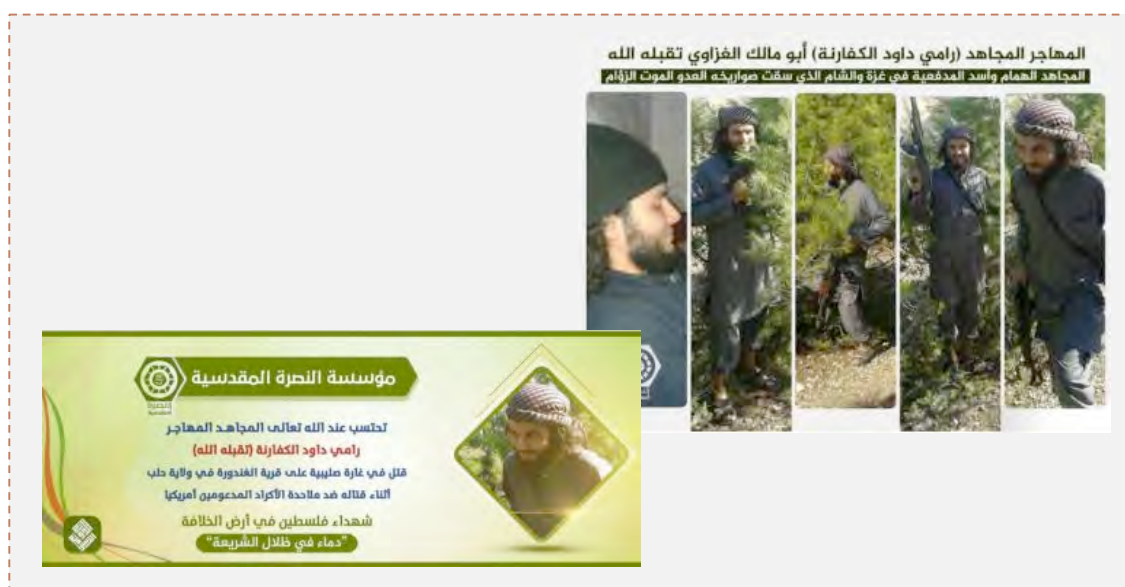 المهاجر المجاهد (رامي داود الكفارنة) أبو مالك الغزاوي تقبله الله
المجاهد الهمام وأسد المدفعية في غزة والشام الذي سقت صواريخه العدو الموت الزؤام
مؤسسة النصرة المقدسية
النصرة
المقدسية
تحتسب عند الله تعالى المجاهد المهاجر
رامي داود الكفارنة (تقبله الله)
قتل في غارة صليبية على قرية الغندورة في ولاية حلب
أثناء قتاله ضد ملاحدة الأكراد المدعومين أمريكيا
شهداء فلسطين في أرض الخلافة
"دماء في ظلال الشريعة"